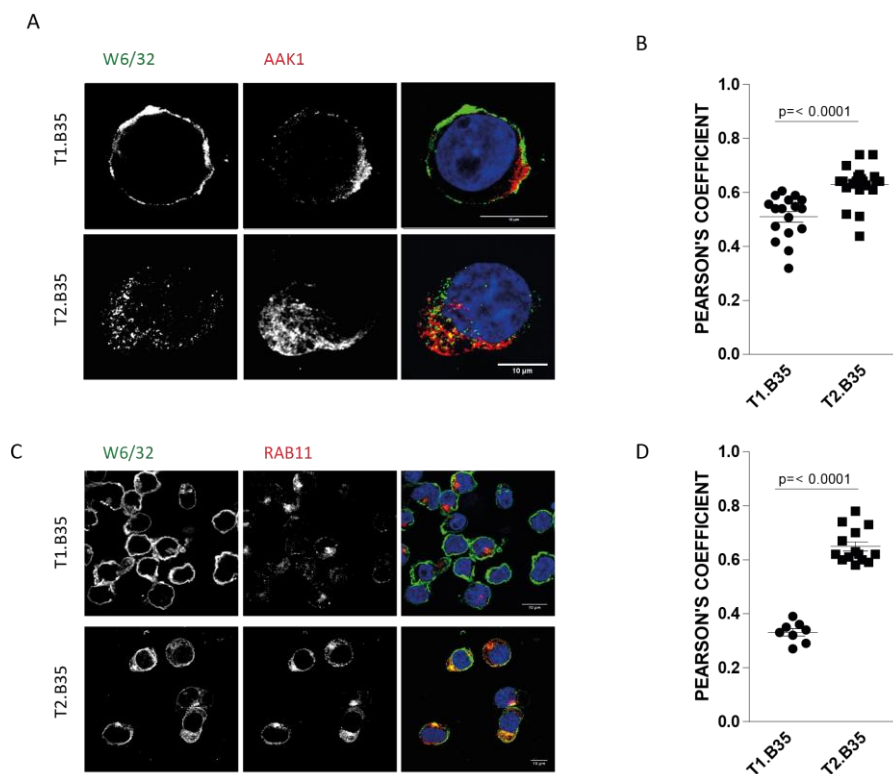 A
W6/32 AAK1
T1.B35
T2.B35
10 μm
B
PEARSON'S COEFFICIENT
1.0
0.8
0.6
0.4
0.2
0.0
p=< 0.0001
T1.B35 T2.B35
C
W6/32 RAB11
T1.B35
T2.B35
D
PEARSON'S COEFFICIENT
1.0
0.8
0.6
0.4
0.2
0.0
p=< 0.0001
T1.B35 T2.B35